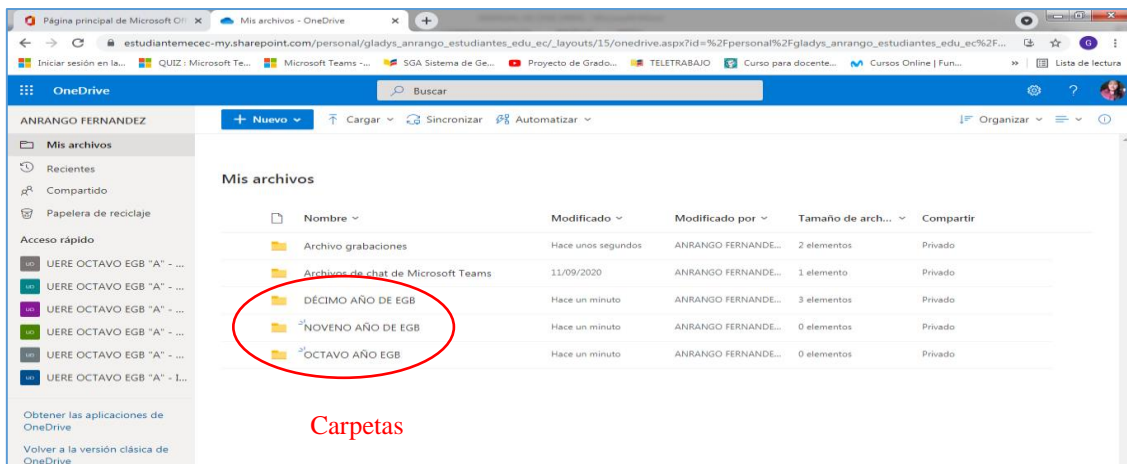 Página principal de Microsoft Of
Mis archivos - OneDrive
estudiantemecec-my.sharepoint.com/personal/gladys_anrango_estudiantes_edu_ec/_layouts/15/onedrive.aspx?id=%2Fpersonal%2Fgladys_anrango_estudiantes_edu_ec%2F...
G
Iniciar sesión en la... QUIZ : Microsoft Te... Microsoft Teams -... SGA Sistema de Ge... Proyecto de Grado... TELETRABAJO Curso para docente... Cursos Online | Fun... » Lista de lectura
OneDrive Buscar ?
ANRANGO FERNANDEZ + Nuevo Cargar Sincronizar Automatizar Organizar
Mis archivos
Recientes
Compartido
Papelera de reciclaje
Acceso rápido
UO UERE OCTAVO EGB "A" - ...
UO UERE OCTAVO EGB "A" - ...
UO UERE OCTAVO EGB "A" - ...
UO UERE OCTAVO EGB "A" - ...
UO UERE OCTAVO EGB "A" - ...
UO UERE OCTAVO EGB "A" - I...
Obtener las aplicaciones de
OneDrive
Volver a la versión clásica de
OneDrive
Mis archivos
Nombre Modificado Modificado por Tamaño de arch... Compartir
Archivo grabaciones Hace unos segundos ANRANGO FERNANDE... 2 elementos Privado
Archivos de chat de Microsoft Teams 11/09/2020 ANRANGO FERNANDE... 1 elemento Privado
DÉCIMO AÑO DE EGB Hace un minuto ANRANGO FERNANDE... 3 elementos Privado
NOVENO AÑO DE EGB Hace un minuto ANRANGO FERNANDE... 0 elementos Privado
OCTAVO AÑO EGB Hace un minuto ANRANGO FERNANDE... 0 elementos Privado
Carpetas